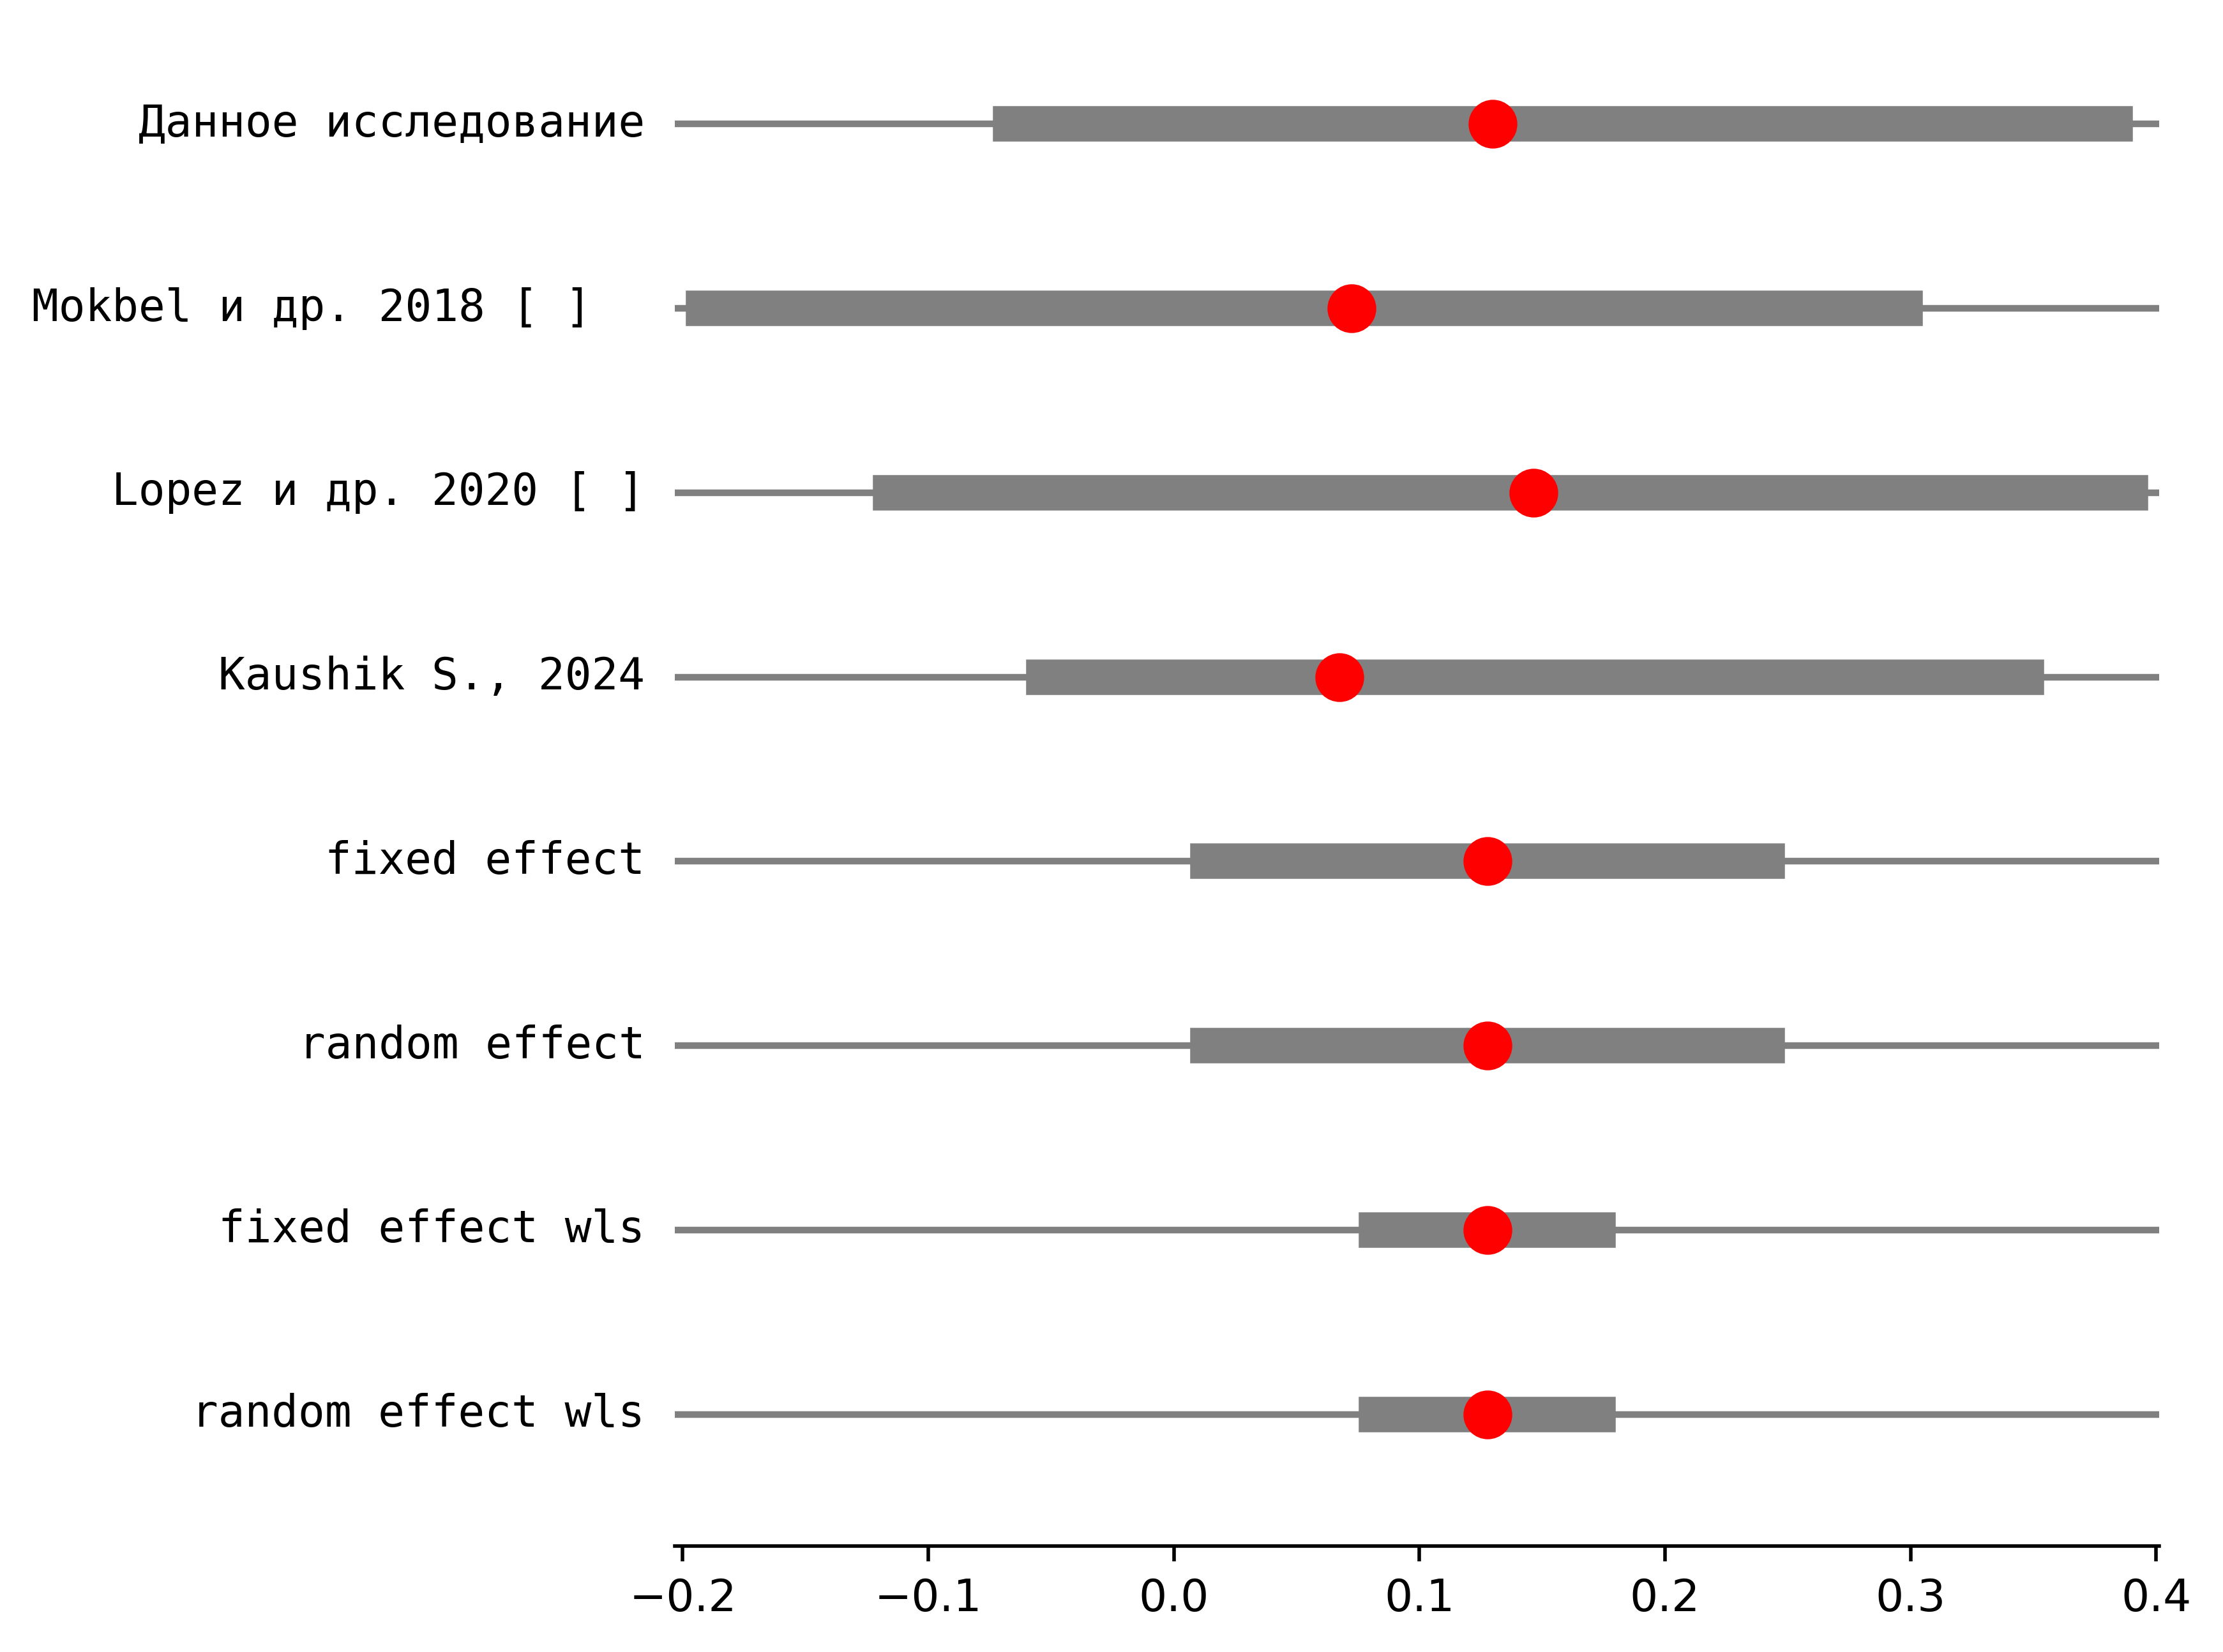 Данное исследование
Mokbel и др. 2018 [ ]
Lopez и др. 2020 [ ]
Kaushik S., 2024
fixed effect
random effect
fixed effect wls
random effect wls
−0.2 −0.1 0.0 0.1 0.2 0.3 0.4